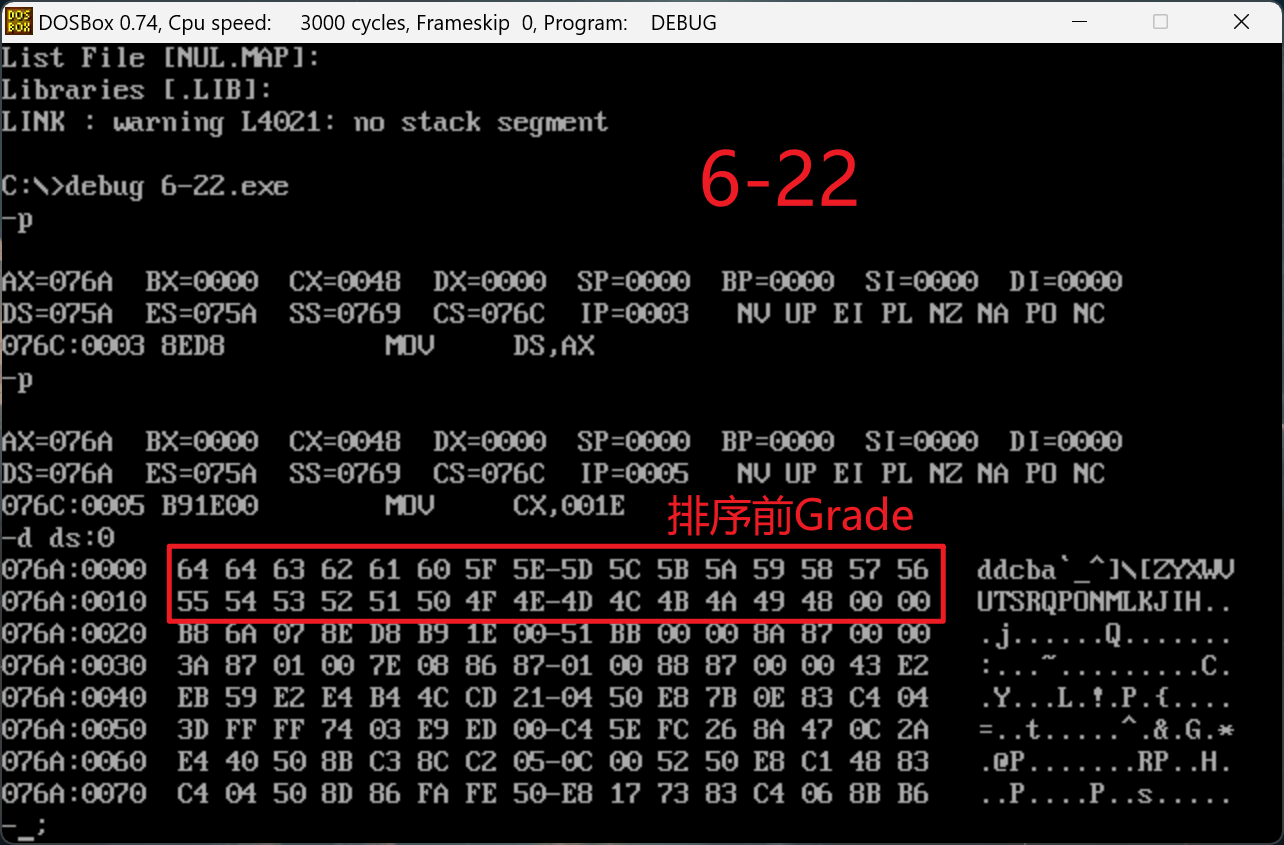 DOSBox 0.74, Cpu speed:    3000 cycles, Frameskip  0, Program:   DEBUG
List File [NUL.MAP]:
Libraries [.LIB]:
LINK : warning L4021: no stack segment
6-22
C:\>debug 6-22.exe
-p
AX=076A  BX=0000  CX=0048  DX=0000  SP=0000  BP=0000  SI=0000  DI=0000
DS=075A  ES=075A  SS=0769  CS=076C  IP=0003   NV UP EI PL NZ NA PO NC
076C:0003 8ED8          MOV     DS,AX
-p
AX=076A  BX=0000  CX=0048  DX=0000  SP=0000  BP=0000  SI=0000  DI=0000
DS=076A  ES=075A  SS=0769  CS=076C  IP=0005   NV UP EI PL NZ NA PO NC
076C:0005 B91E00        MOV     CX,001E
排序前Grade
-d ds:0
076A:0000  64 64 63 62 61 60 5F 5E-5D 5C 5B 5A 59 58 57 56   ddcba`_^]\[ZYXWV
076A:0010  55 54 53 52 51 50 4F 4E-4D 4C 4B 4A 49 48 00 00   UTSRQPONMLKJIH..
076A:0020  B8 6A 07 8E D8 B9 1E 00-51 BB 00 00 8A 87 00 00   .j......Q.......
076A:0030  3A 87 01 00 7E 08 86 87-01 00 88 87 00 00 43 E2   :...~.........C.
076A:0040  EB 59 E2 E4 B4 4C CD 21-04 50 E8 7B 0E 83 C4 04   .Y...L.!.P.{....
076A:0050  3D FF FF 74 03 E9 ED 00-C4 5E FC 26 8A 47 0C 2A   =..t.....^.&.G.*
076A:0060  E4 40 50 8B C3 8C C2 05-0C 00 52 50 E8 C1 48 83   .@P.......RP..H.
076A:0070  C4 04 50 8D 86 FA FE 50-E8 17 73 83 C4 06 8B B6   ..P....P..s.....
-_;